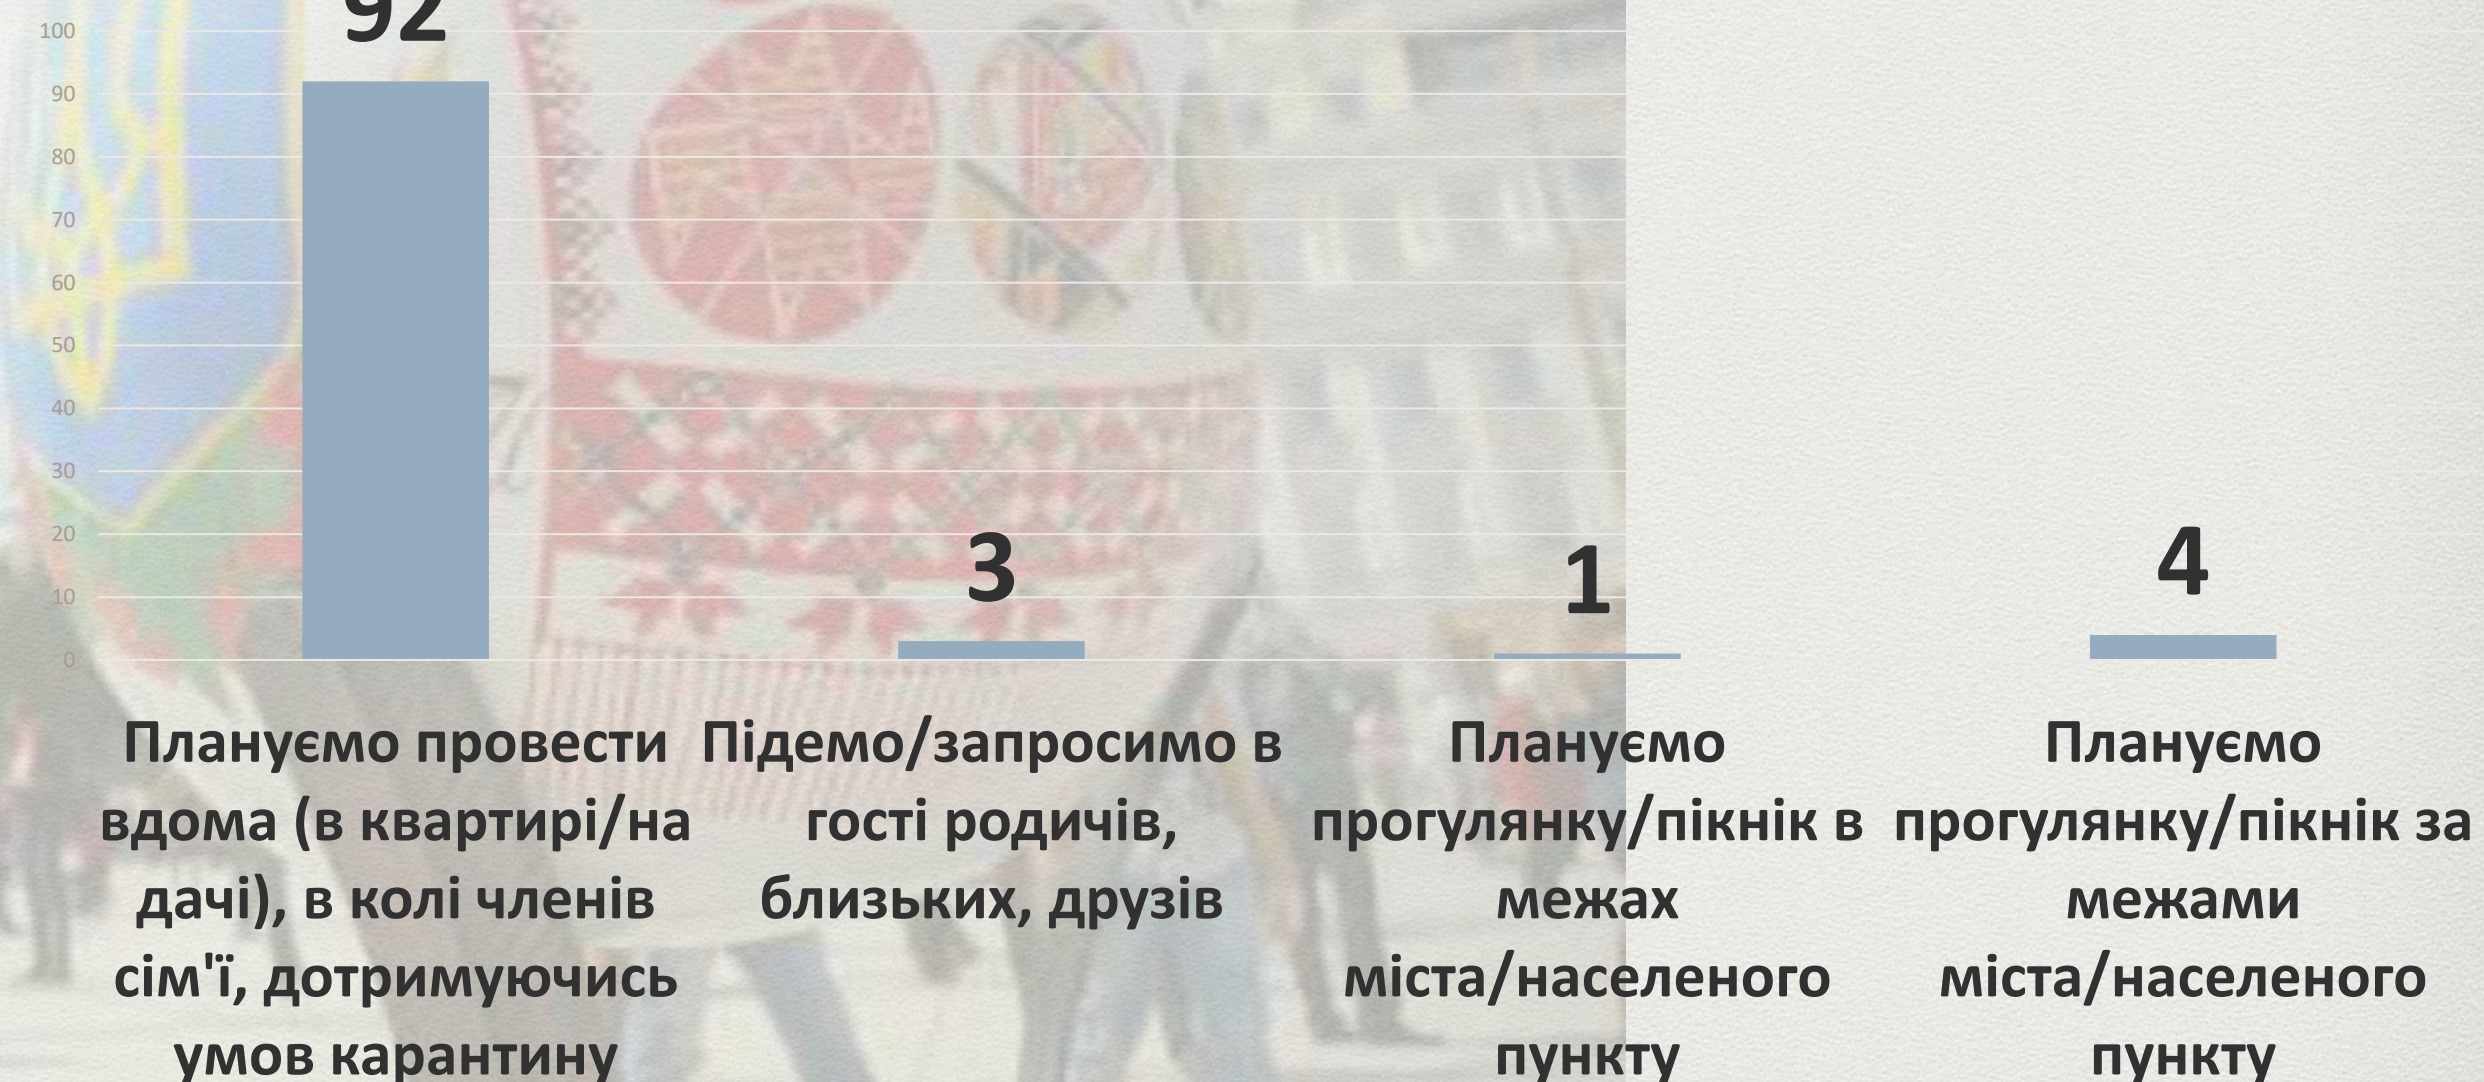 92
100
90
80
70
60
50
40
30
20
10
0
3
1
4
Плануємо провести
вдома (в квартирі/на
дачі), в колі членів
сім'ї, дотримуючись
умов карантину
Підемо/запросимо в
гості родичів,
близьких, друзів
Плануємо
прогулянку/пікнік в
межах
міста/населеного
пункту
Плануємо
прогулянку/пікнік за
межами
міста/населеного
пункту